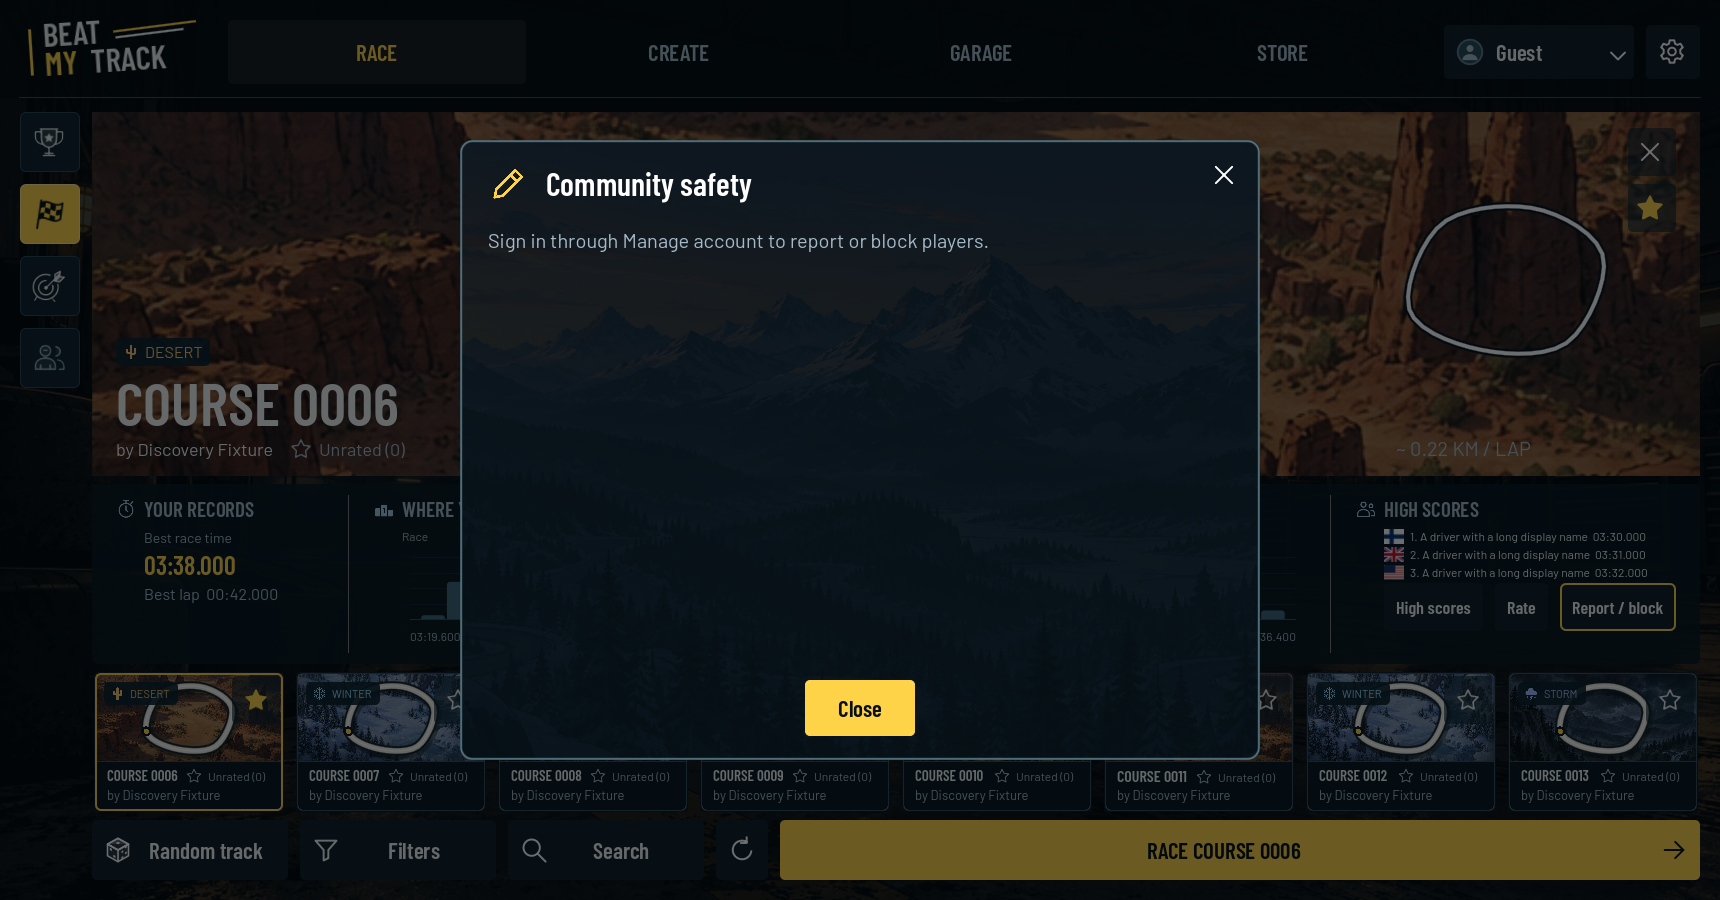 BEAT
MY TRACK
RACE
CREATE
GARAGE
STORE
Guest
Community safety
Sign in through Manage account to report or block players.
DESERT
COURSE 0006
by Discovery Fixture
Unrated (0)
~ 0.22 KM / LAP
YOUR RECORDS
Best race time
03:38.000
Best lap 00:42.000
WHERE
Race
03:19.600
36.400
HIGH SCORES
1. A driver with a long display name 03:30.000
2. A driver with a long display name 03:31.000
3. A driver with a long display name 03:32.000
High scores
Rate
Report / block
Close
DESERT
COURSE 0006 Unrated (0)
by Discovery Fixture
WINTER
COURSE 0007 Unrated (0)
by Discovery Fixture
COURSE 0008 Unrated (0)
by Discovery Fixture
COURSE 0009 Unrated (0)
by Discovery Fixture
COURSE 0010 Unrated (0)
by Discovery Fixture
COURSE 0011 Unrated (0)
by Discovery Fixture
WINTER
COURSE 0012 Unrated (0)
by Discovery Fixture
STORM
COURSE 0013 Unrated (0)
by Discovery Fixture
Random track
Filters
Search
RACE COURSE 0006